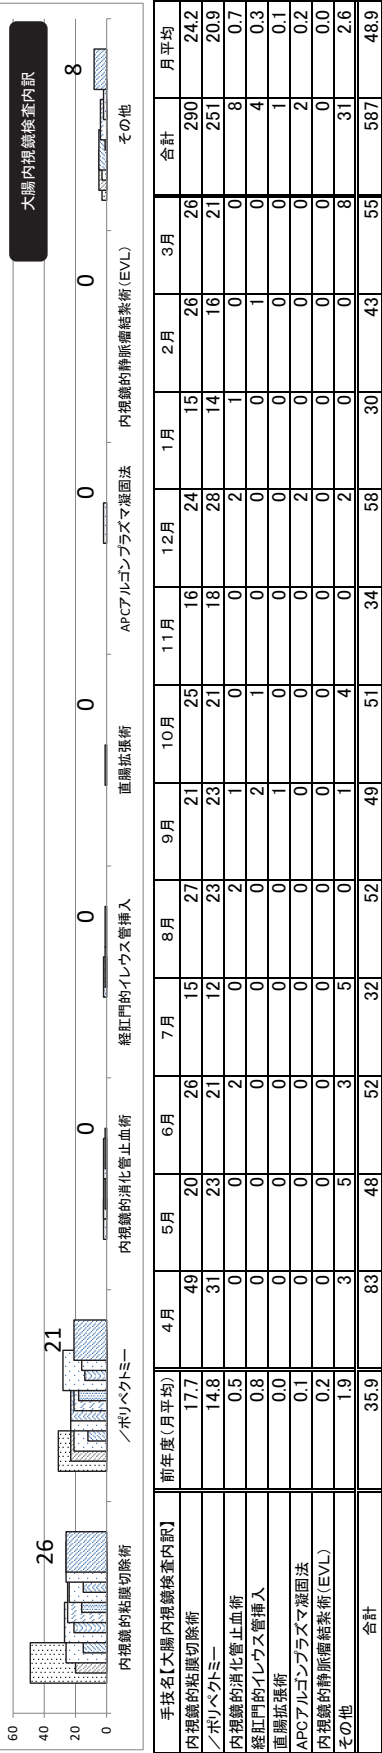 大腸内視鏡検査内訳
60
40
20
0
26 21 0 0 0 0 0 8
内視鏡的粘膜切除術 /ポリペクトミー 内視鏡的消化管止血術 経肛門的イレウス管挿入 直腸拡張術 APCアルゴンプラズマ凝固法 内視鏡的静脈瘤結紮術(EVL) その他
手技名【大腸内視鏡検査内訳】 前年度(月平均) 4月 5月 6月 7月 8月 9月 10月 11月 12月 1月 2月 3月 合計 月平均
内視鏡的粘膜切除術 17.7 49 20 26 15 27 21 25 16 24 15 26 26 290 24.2
/ポリペクトミー 14.8 31 23 21 12 23 23 21 18 28 14 16 21 251 20.9
内視鏡的消化管止血術 0.5 0 0 2 0 2 1 0 0 2 1 0 0 8 0.7
経肛門的イレウス管挿入 0.8 0 0 0 0 0 2 1 0 0 0 1 0 4 0.3
直腸拡張術 0.0 0 0 0 0 0 1 0 0 0 0 0 0 1 0.1
APCアルゴンプラズマ凝固法 0.1 0 0 0 0 0 0 0 0 2 0 0 0 2 0.2
内視鏡的静脈瘤結紮術(EVL) 0.2 0 0 0 0 0 0 0 0 0 0 0 0 0 0.0
その他 1.9 3 5 3 5 0 1 4 0 2 0 0 8 31 2.6
合計 35.9 83 48 52 32 52 49 51 34 58 30 43 55 587 48.9